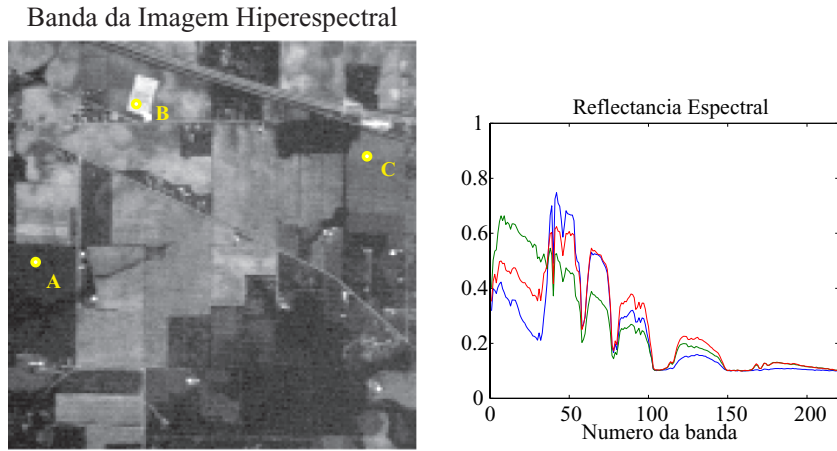 Banda da Imagem Hiperespectral
B
C
A
Reflectancia Espectral
1
0.8
0.6
0.4
0.2
0
0 50 100 150 200
Numero da banda